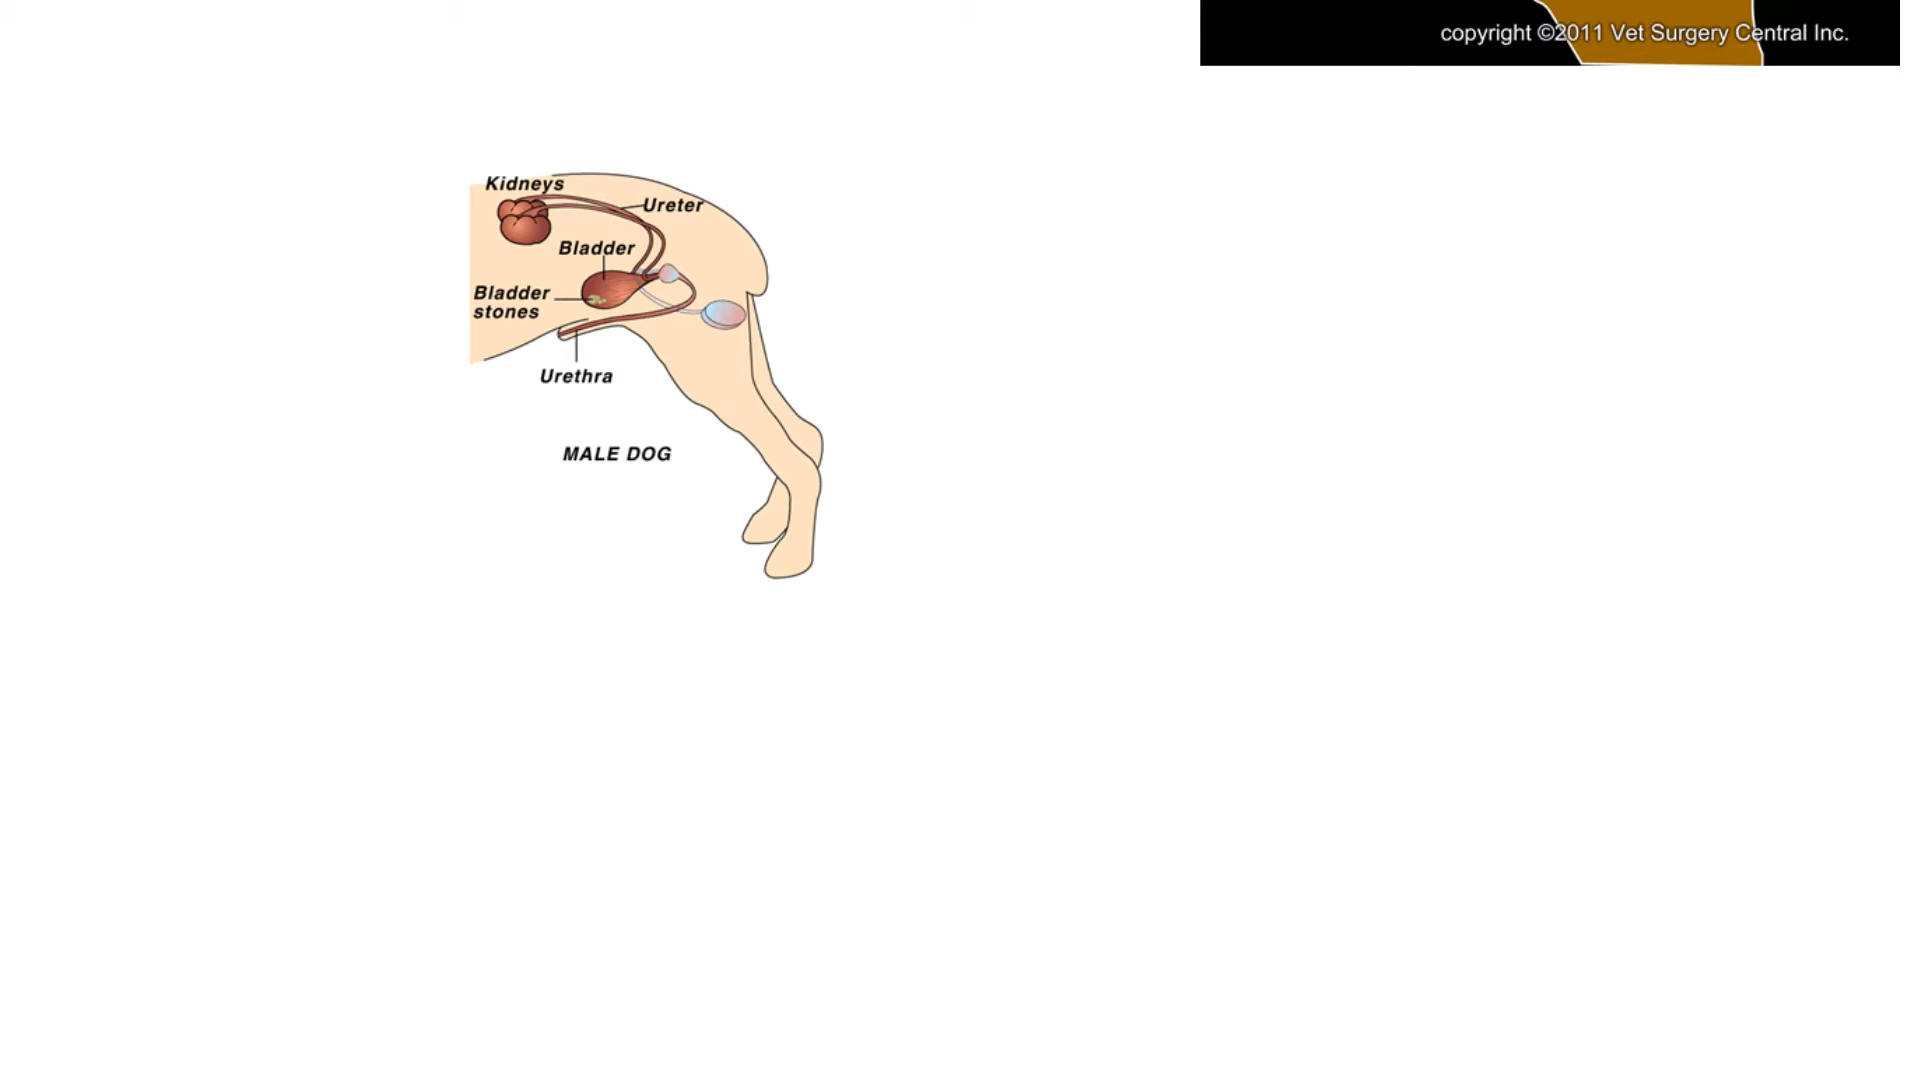 copyright ©2011 Vet Surgery Central Inc.
Kidneys
Ureter
Bladder
Bladder
stones
Urethra
MALE DOG